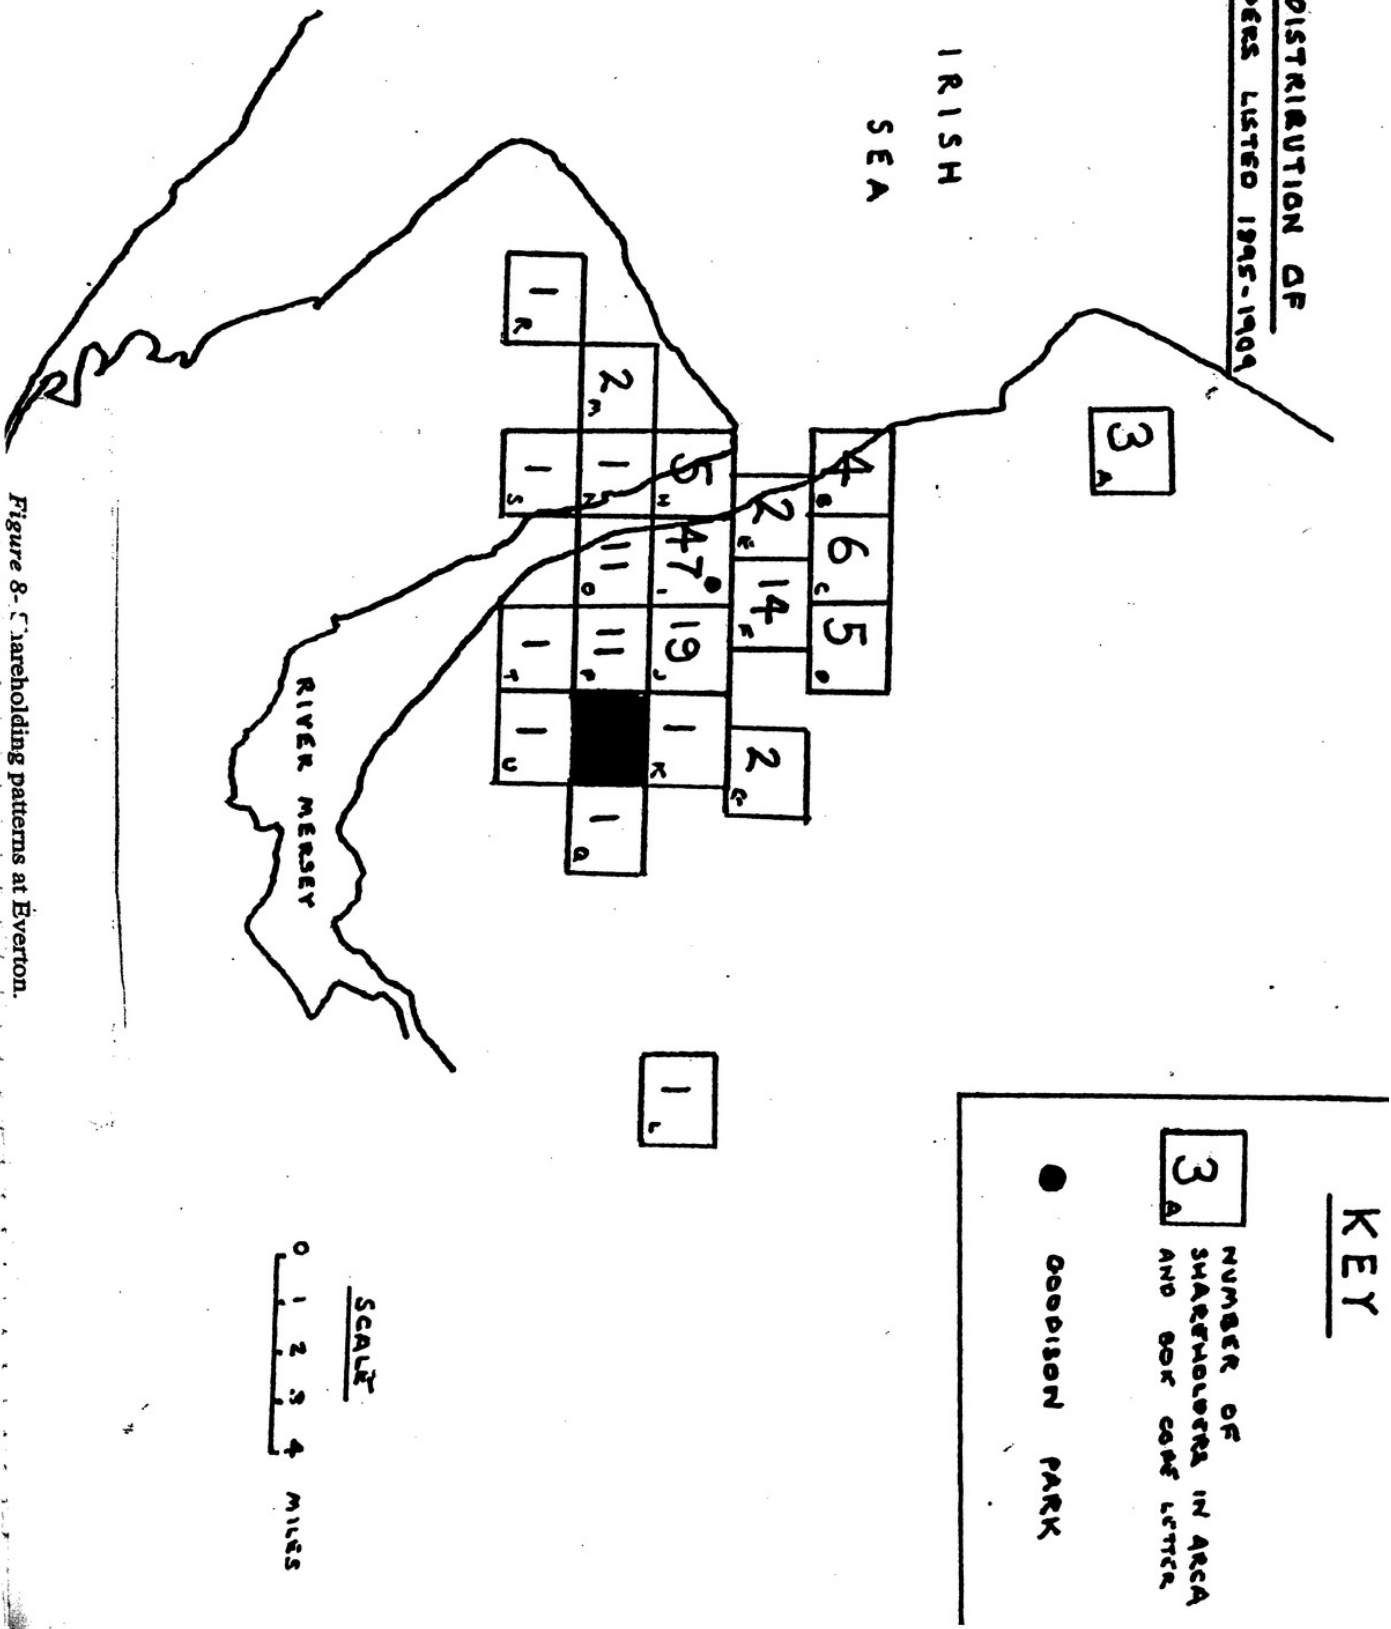 DISTRIBUTION OF
DERS LISTED 1895-1909
IRISH
SEA
3 A
4 B
6 C
5 D
2 E
14 F
2 G
5 H
47 I
19 J
1 K
1 L
2 M
1 N
11 O
11 P
1 Q
1 R
1 S
1 T
1 U
RIVER MERSEY
KEY
3 A
NUMBER OF
SHAREHOLDERS IN AREA
AND BOX CODE LETTER
GOODISON PARK
SCALE
0 1 2 3 4 MILES
Figure 8- Shareholding patterns at Everton.